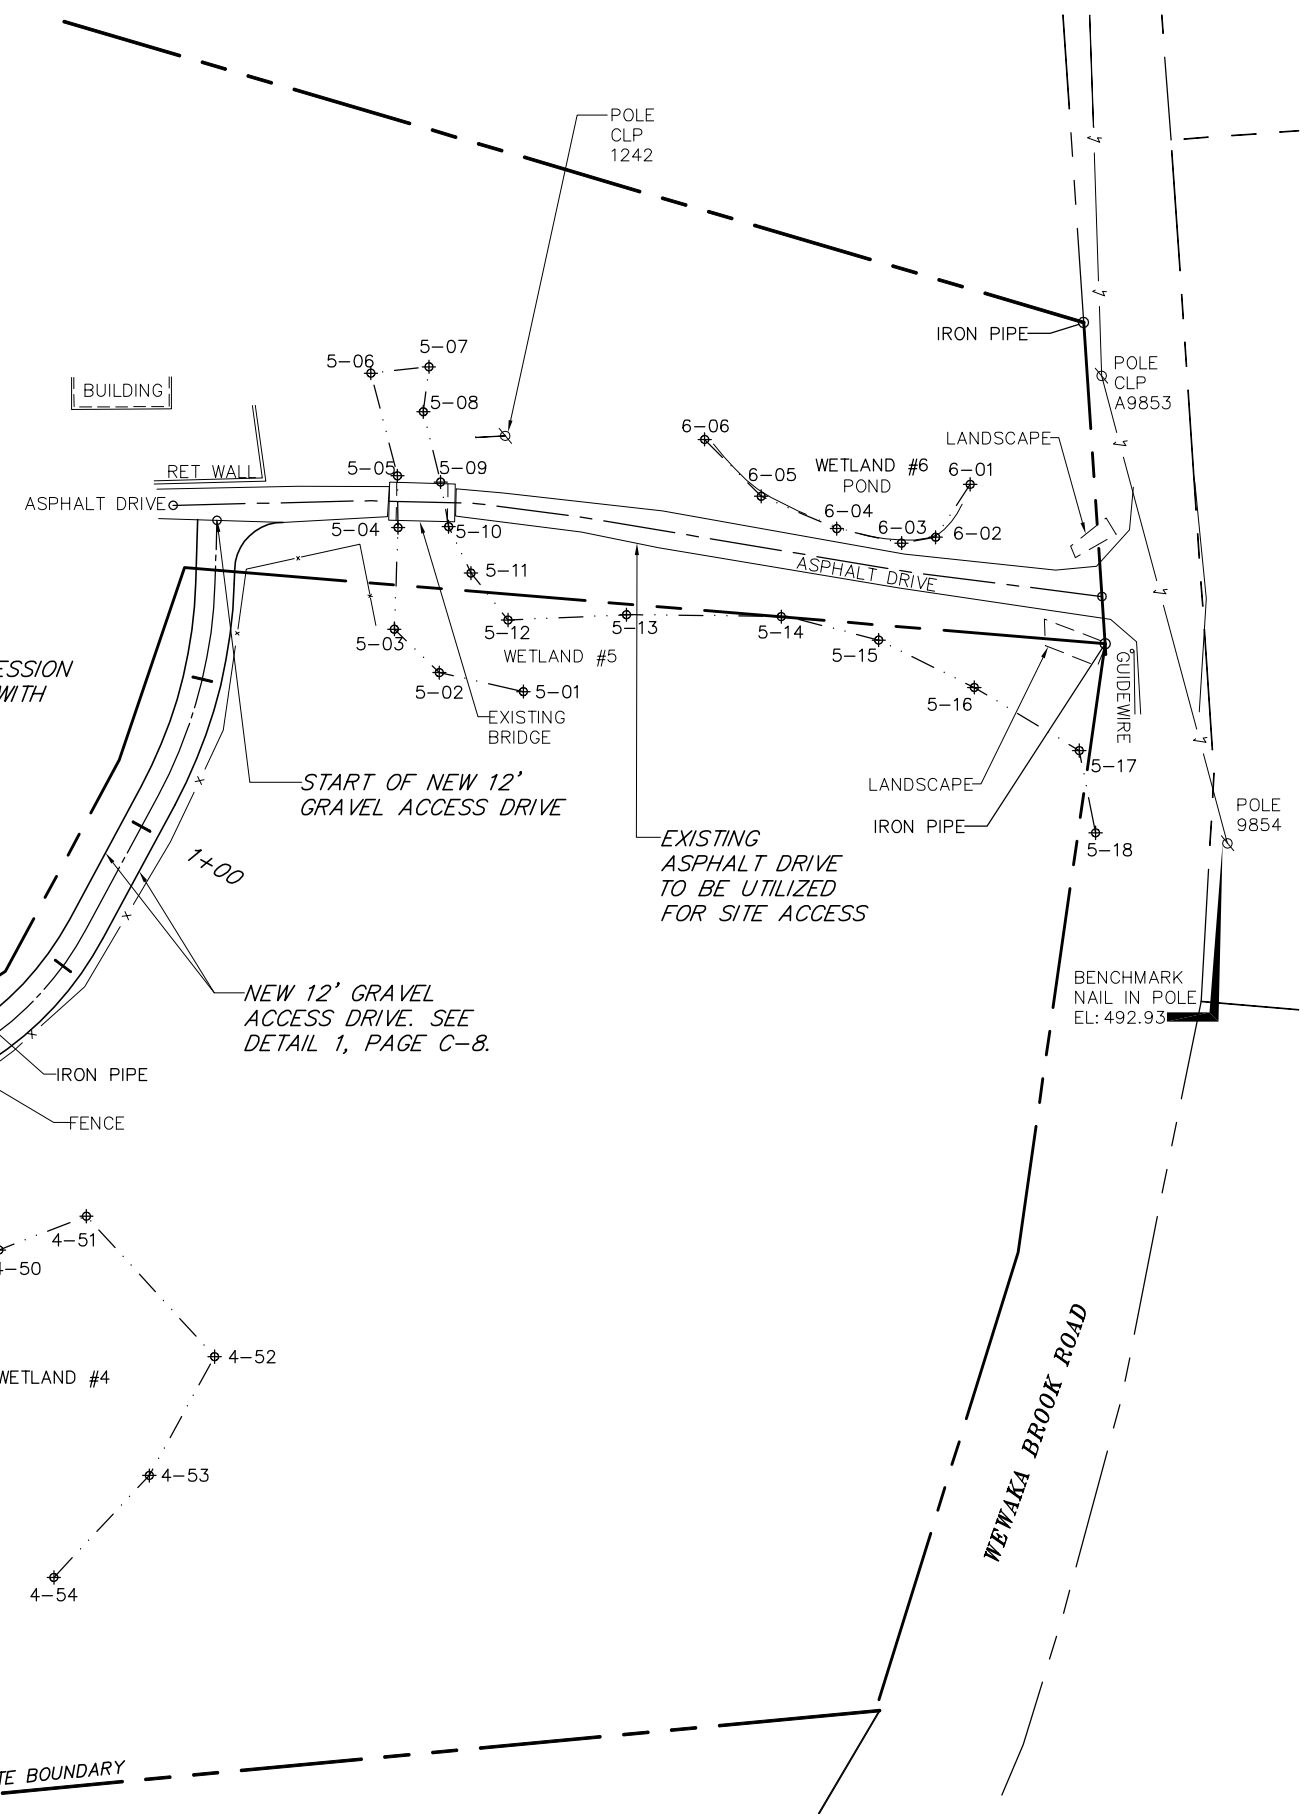 POLE
CLP
1242
IRON PIPE
POLE
CLP
A9853
5-06
5-07
5-08
BUILDING
RET WALL
5-05
5-09
ASPHALT DRIVE
5-04
5-10
6-06
6-05
WETLAND #6
POND
6-01
LANDSCAPE
6-04
6-03
6-02
5-11
ASPHALT DRIVE
5-03
5-12
5-13
5-14
5-15
WETLAND #5
5-02
5-01
5-16
GUIDEWIRE
ESSION
WITH
EXISTING
BRIDGE
5-17
START OF NEW 12'
GRAVEL ACCESS DRIVE
LANDSCAPE
IRON PIPE
5-18
POLE
9854
EXISTING
ASPHALT DRIVE
TO BE UTILIZED
FOR SITE ACCESS
1+00
NEW 12' GRAVEL
ACCESS DRIVE. SEE
DETAIL 1, PAGE C-8.
BENCHMARK
NAIL IN POLE
EL: 492.93
IRON PIPE
FENCE
4-51
4-50
4-52
WETLAND #4
4-53
4-54
WEWAKA BROOK ROAD
TE BOUNDARY